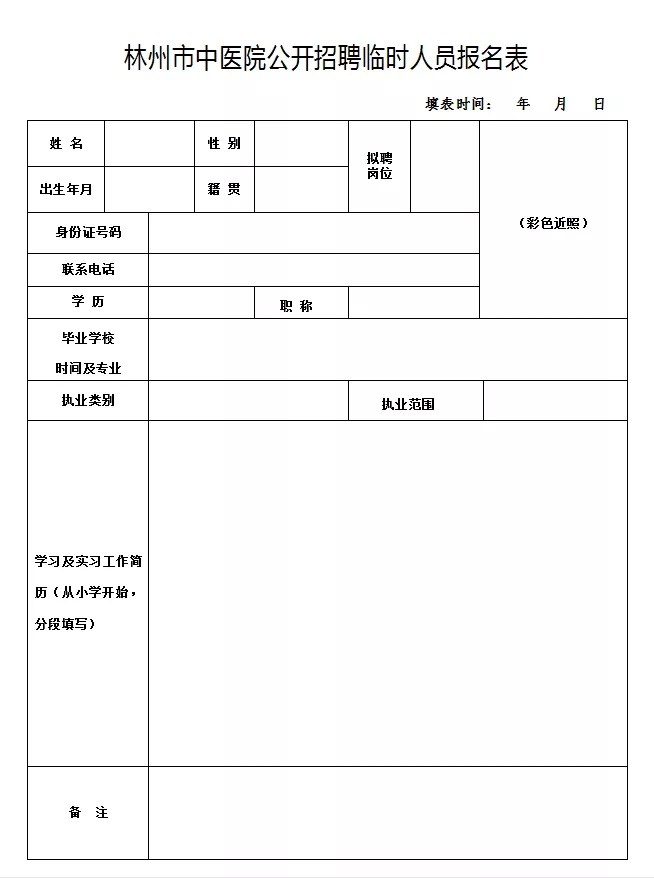 林州市中医院公开招聘临时人员报名表
填表时间： 年 月 日
姓 名
性 别
拟聘
岗位
（彩色近照）
出生年月
籍 贯
身份证号码
联系电话
学 历
职 称
毕业学校
时间及专业
执业类别
执业范围
学习及实习工作简
历（从小学开始，
分段填写）
备 注